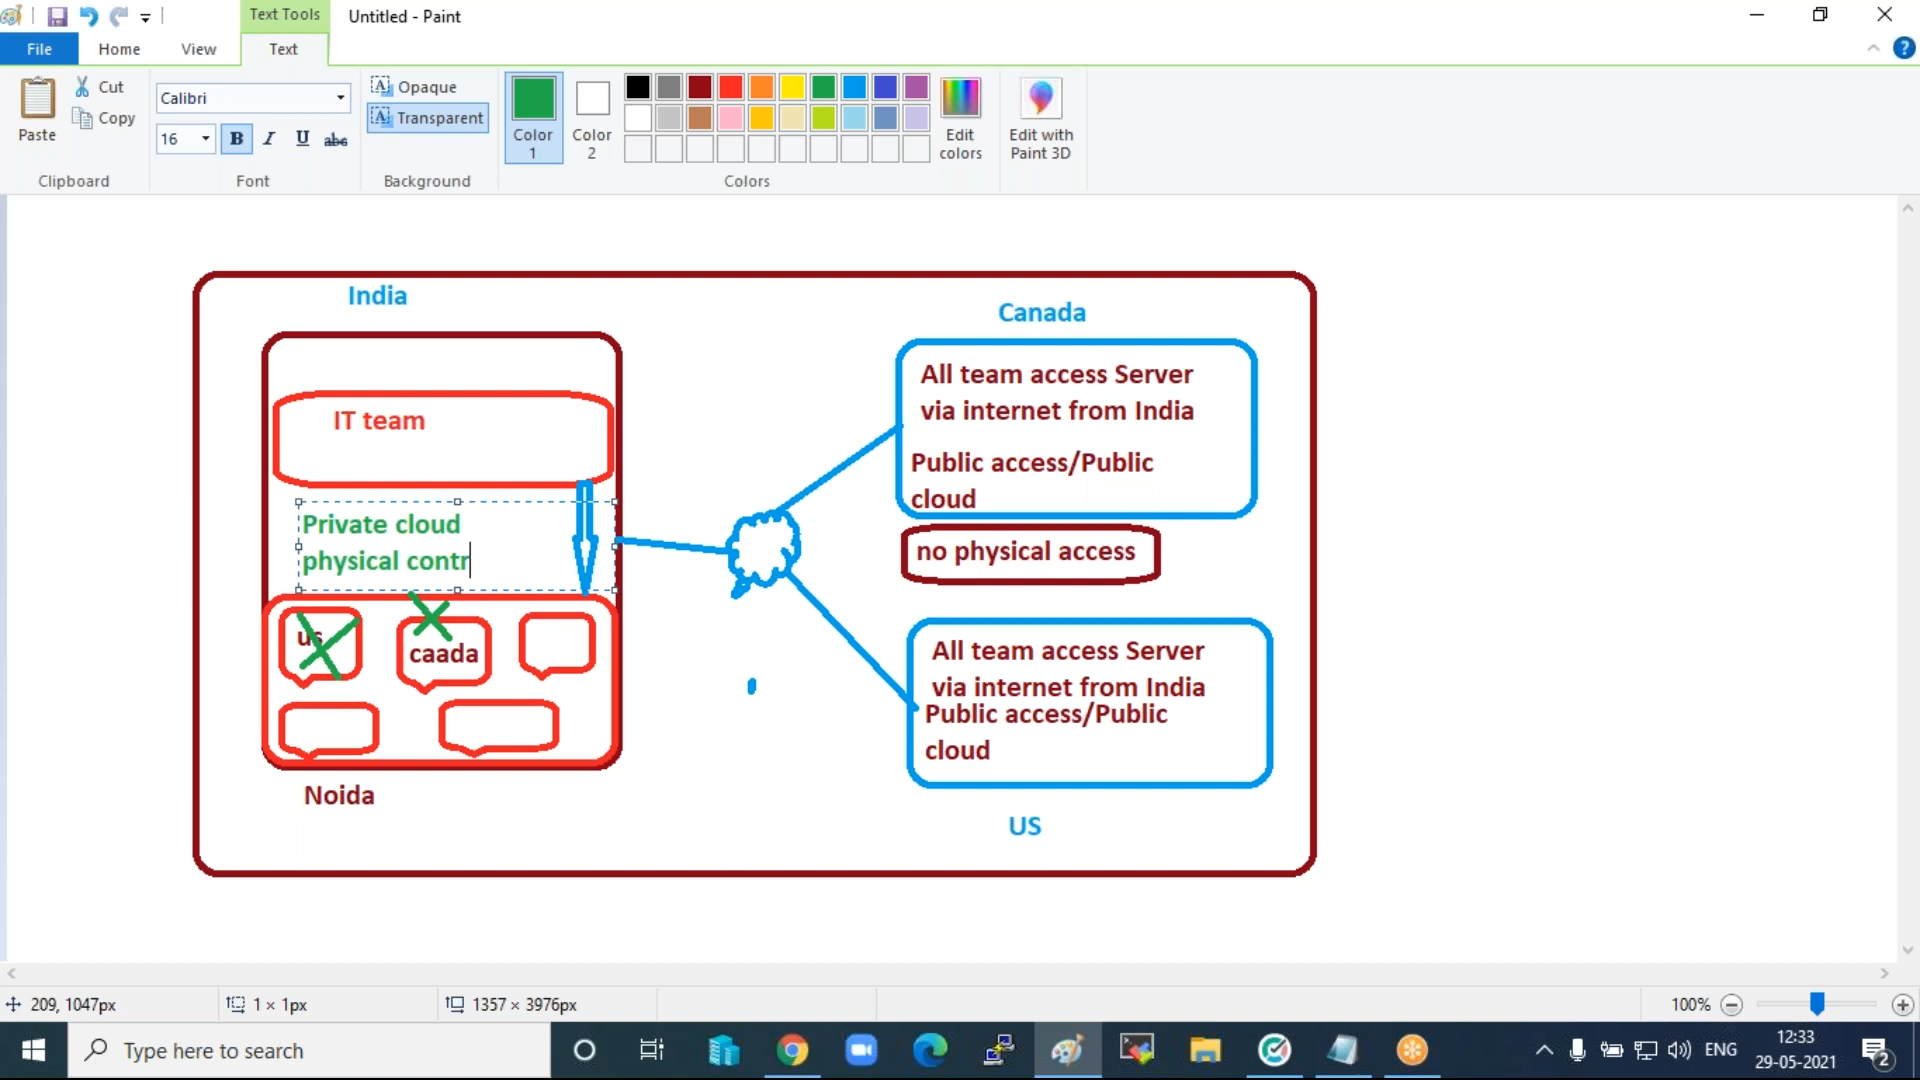 Text Tools
Untitled - Paint
File
Home
View
Text
Paste
Cut
Copy
Clipboard
Calibri
16
B
I
U
abc
Font
A
Opaque
A
Transparent
Background
Color
1
Color
2
Colors
Edit
colors
Edit with
Paint 3D
India
IT team
Private cloud
physical contr
us
caada
Noida
Canada
All team access Server
via internet from India
Public access/Public
cloud
no physical access
All team access Server
via internet from India
Public access/Public
cloud
US
209, 1047px
1 × 1px
1357 × 3976px
100%
Type here to search
ENG
12:33
29-05-2021
2